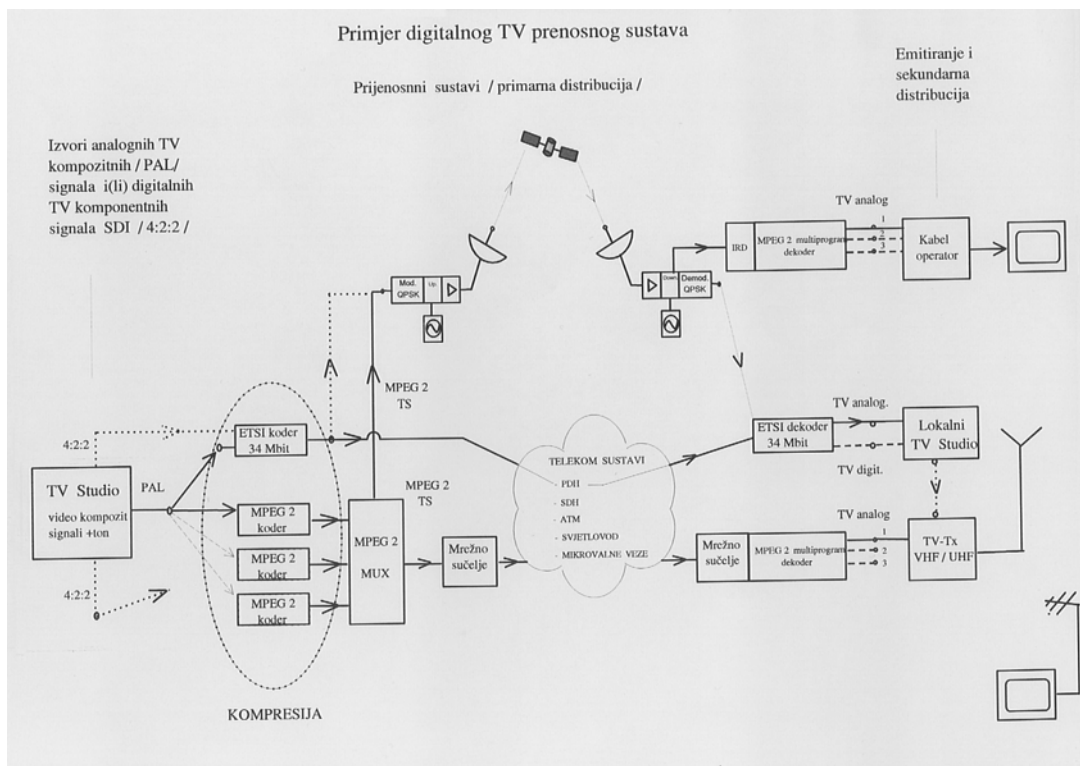 Primjer digitalnog TV prenosnog sustava
Prijenosnni sustavi / primarna distribucija /
Emitiranje i
sekundarna
distribucija
Izvori analognih TV
kompozitnih / PAL/
signala i(li) digitalnih
TV komponentnih
signala SDI / 4:2:2 /
TV analog
1
2
3
IRD
MPEG 2 multiprogram
dekoder
Kabel
operator
Mod.
QPSK
Up.
Down.
Demod.
QPSK
MPEG 2
TS
4:2:2
ETSI koder
34 Mbit
TV analog.
ETSI dekoder
34 Mbit
Lokalni
TV Studio
TV digit.
TELEKOM SUSTAVI
- PDH
- SDH
- ATM
- SVJETLOVOD
- MIKROVALNE VEZE
TV Studio
video kompozit
signali +ton
PAL
MPEG 2
TS
MPEG 2
koder
MPEG 2
koder
MPEG 2
koder
MPEG 2
MUX
Mrežno
sučelje
TV analog
Mrežno
sučelje
MPEG 2 multiprogram
dekoder
1
2
3
TV-Tx
VHF / UHF
4:2:2
KOMPRESIJA